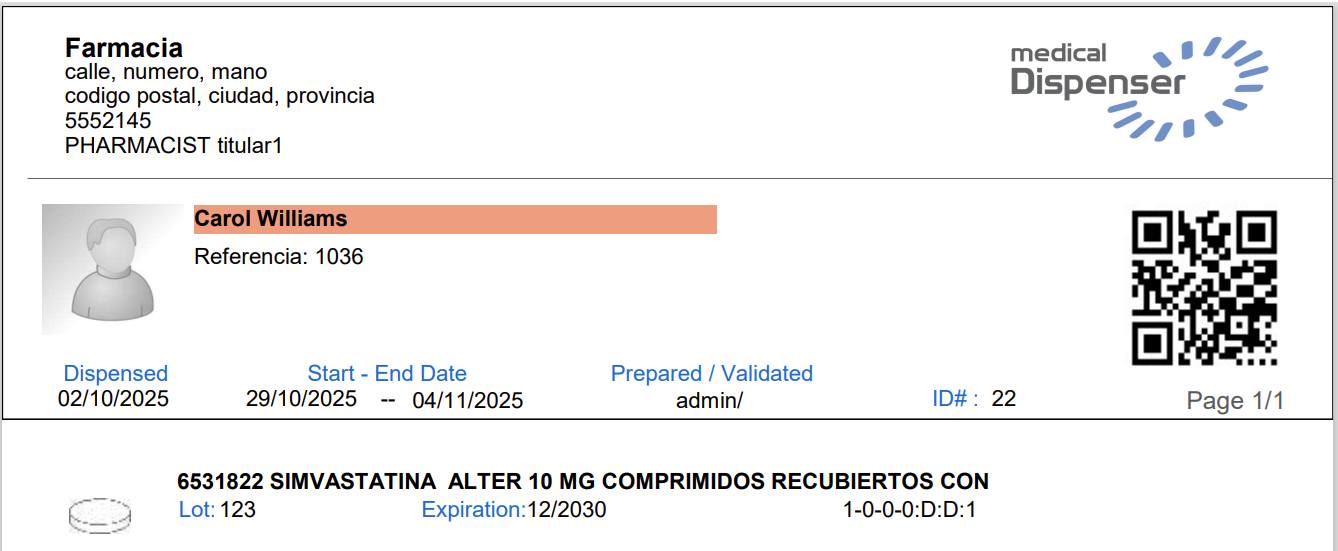 Farmacia
calle, numero, mano
codigo postal, ciudad, provincia
5552145
PHARMACIST titular1
medical
Dispenser
Carol Williams
Referencia: 1036
Dispensed
02/10/2025
Start - End Date
29/10/2025 -- 04/11/2025
Prepared / Validated
admin/
ID# : 22
Page 1/1
6531822 SIMVASTATINA ALTER 10 MG COMPRIMIDOS RECUBIERTOS CON
Lot: 123 Expiration:12/2030 1-0-0-0:D:D:1